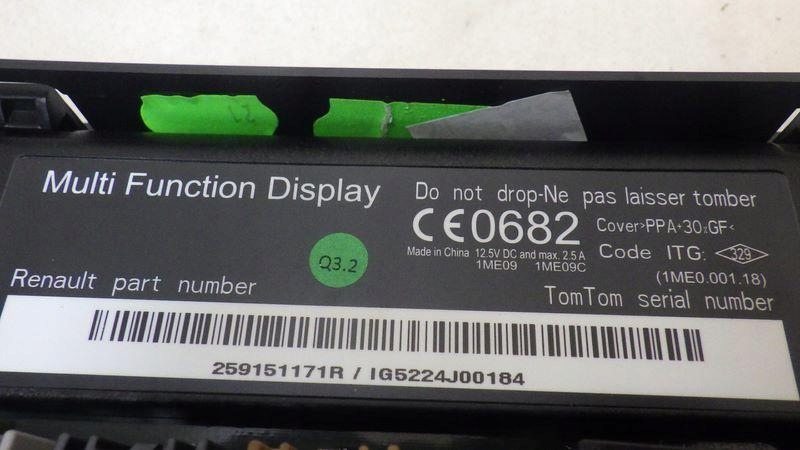 21
Multi Function Display
Do not drop-Ne pas laisser tomber
CE0682
Cover>PPA+30%GF<
Made in China 12.5V DC and max. 2.5 A
1ME09 1ME09C
Code ITG: 329
(1ME0.001.18)
Q3.2
Renault part number
TomTom serial number
259151171R / IG5224J00184